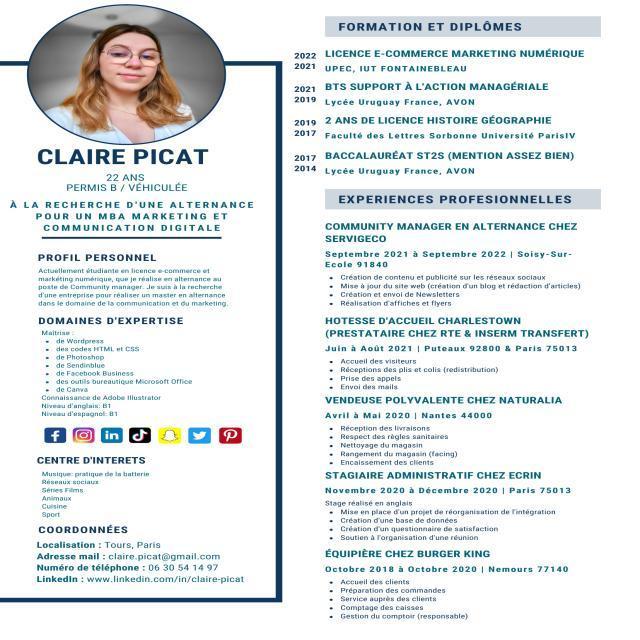 CLAIRE PICAT
22 ANS
PERMIS B / VÉHICULÉE
À LA RECHERCHE D'UNE ALTERNANCE
POUR UN MBA MARKETING ET
COMMUNICATION DIGITALE
PROFIL PERSONNEL
Actuellement étudiante en licence e-commerce et
markéting numérique, que je réalise en alternance au
poste de Community manager. Je suis à la recherche
d'une entreprise pour réaliser un master en alternance
dans le domaine de la communication et du marketing.
DOMAINES D'EXPERTISE
Maîtrise :
de Wordpress
des codes HTML et CSS
de Photoshop
de Sendinblue
de Facebook Business
des outils bureautique Microsoft Office
de Canva
Connaissance de Adobe Illustrator
Niveau d'anglais: B1
Niveau d'espagnol: B1
CENTRE D'INTERETS
Musique: pratique de la batterie
Réseaux sociaux
Séries Films
Animaux
Cuisine
Sport
COORDONNÉES
Localisation : Tours, Paris
Adresse mail : claire.picat@gmail.com
Numéro de téléphone : 06 30 54 14 97
LinkedIn : www.linkedin.com/in/claire-picat
FORMATION ET DIPLÔMES
2022 LICENCE E-COMMERCE MARKETING NUMÉRIQUE
2021 UPEC, IUT FONTAINEBLEAU
2021 BTS SUPPORT À L'ACTION MANAGÉRIALE
2019 Lycée Uruguay France, AVON
2019 2 ANS DE LICENCE HISTOIRE GÉOGRAPHIE
2017 Faculté des Lettres Sorbonne Université ParisIV
2017 BACCALAURÉAT ST2S (MENTION ASSEZ BIEN)
2014 Lycée Uruguay France, AVON
EXPERIENCES PROFESIONNELLES
COMMUNITY MANAGER EN ALTERNANCE CHEZ
SERVIGECO
Septembre 2021 à Septembre 2022 | Soisy-Sur-
Ecole 91840
Création de contenu et publicité sur les réseaux sociaux
Mise à jour du site web (création d'un blog et rédaction d'articles)
Création et envoi de Newsletters
Réalisation d'affiches et flyers
HOTESSE D'ACCUEIL CHARLESTOWN
(PRESTATAIRE CHEZ RTE & INSERM TRANSFERT)
Juin à Août 2021 | Puteaux 92800 & Paris 75013
Accueil des visiteurs
Réceptions des plis et colis (redistribution)
Prise des appels
Envoi des mails
VENDEUSE POLYVALENTE CHEZ NATURALIA
Avril à Mai 2020 | Nantes 44000
Réception des livraisons
Respect des règles sanitaires
Nettoyage du magasin
Rangement du magasin (facing)
Encaissement des clients
STAGIAIRE ADMINISTRATIF CHEZ ECRIN
Novembre 2020 à Décembre 2020 | Paris 75013
Stage réalisé en anglais
Mise en place d'un projet de réorganisation de l'intégration
Création d'une base de données
Création d'un questionnaire de satisfaction
Soutien à l'organisation d'une réunion
ÉQUIPIÈRE CHEZ BURGER KING
Octobre 2018 à Octobre 2020 | Nemours 77140
Accueil des clients
Préparation des commandes
Service auprès des clients
Comptage des caisses
Gestion du comptoir (responsable)